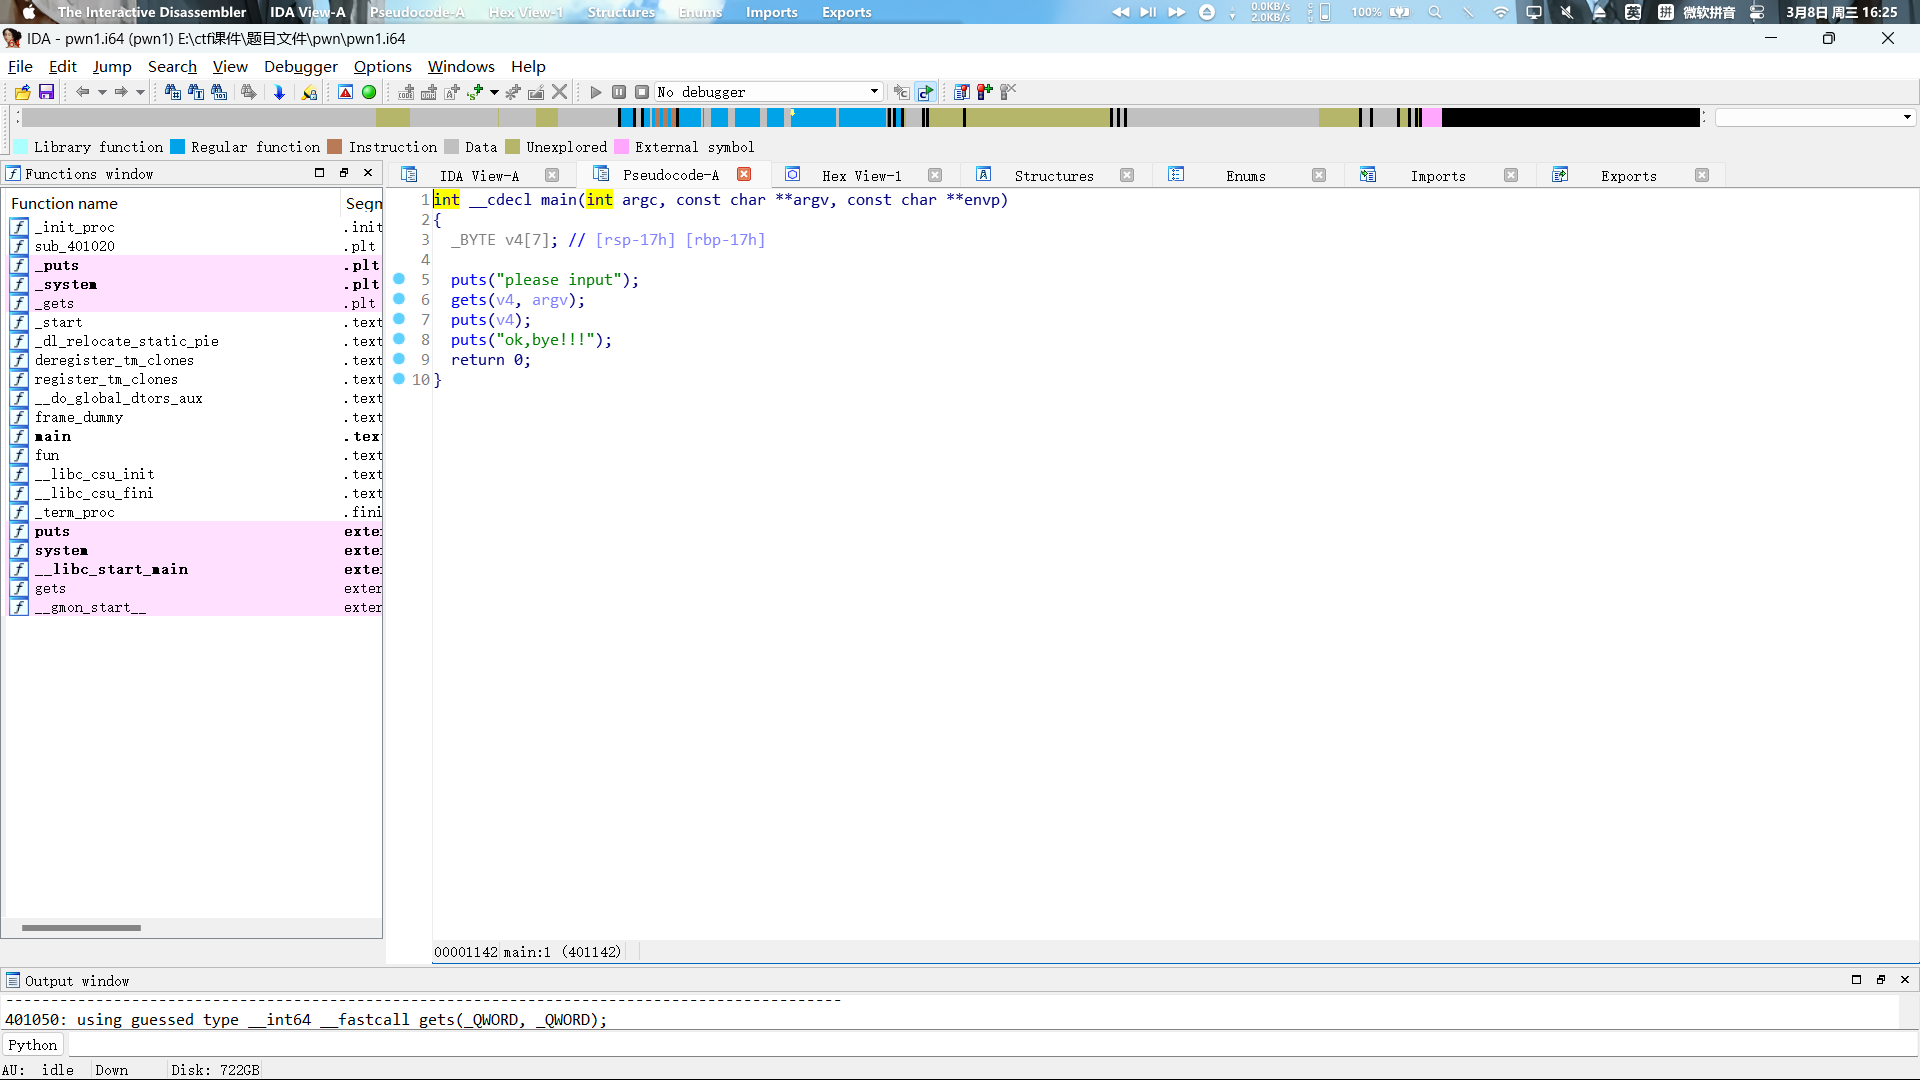 The Interactive Disassembler IDA View-A Pseudocode-A Hex View-1 Structures Enums Imports Exports 0.0KB/s 2.0KB/s 100% 英 拼 微软拼音 3月8日 周三 16:25
IDA - pwn1.i64 (pwn1) E:\ctf课件\题目文件\pwn\pwn1.i64
File Edit Jump Search View Debugger Options Windows Help
No debugger
Library function Regular function Instruction Data Unexplored External symbol
Functions window
IDA View-A Pseudocode-A Hex View-1 Structures Enums Imports Exports
Function name Segm
_init_proc .init
sub_401020 .plt
_puts .plt
_system .plt
_gets .plt
_start .text
_dl_relocate_static_pie .text
deregister_tm_clones .text
register_tm_clones .text
__do_global_dtors_aux .text
frame_dummy .text
main .text
fun .text
__libc_csu_init .text
__libc_csu_fini .text
_term_proc .fini
puts exter
system exter
__libc_start_main exter
gets exter
__gmon_start__ exter
1 int __cdecl main(int argc, const char **argv, const char **envp)
2 {
3 _BYTE v4[7]; // [rsp-17h] [rbp-17h]
4
5 puts("please input");
6 gets(v4, argv);
7 puts(v4);
8 puts("ok,bye!!!");
9 return 0;
10 }
00001142 main:1 (401142)
Output window
401050: using guessed type __int64 __fastcall gets(_QWORD, _QWORD);
Python
AU: idle Down Disk: 722GB